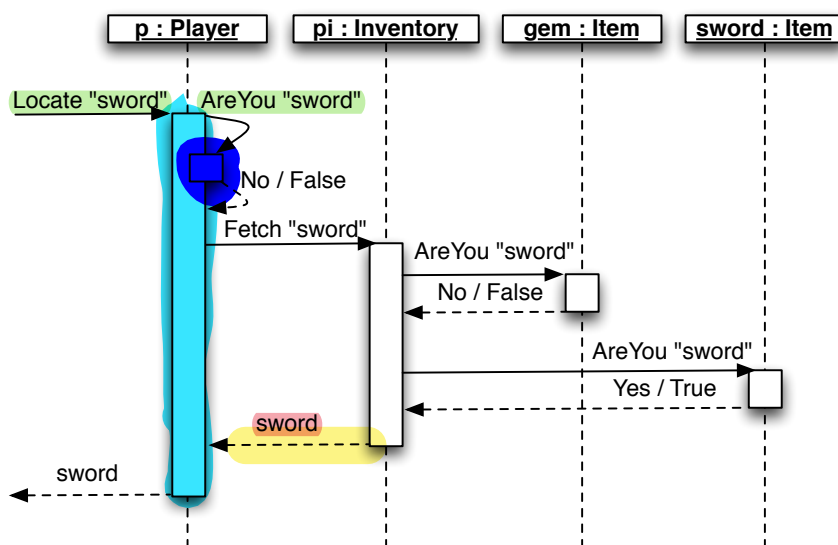 p : Player
pi : Inventory
gem : Item
sword : Item
Locate "sword"
AreYou "sword"
No / False
Fetch "sword"
AreYou "sword"
No / False
AreYou "sword"
Yes / True
sword
sword